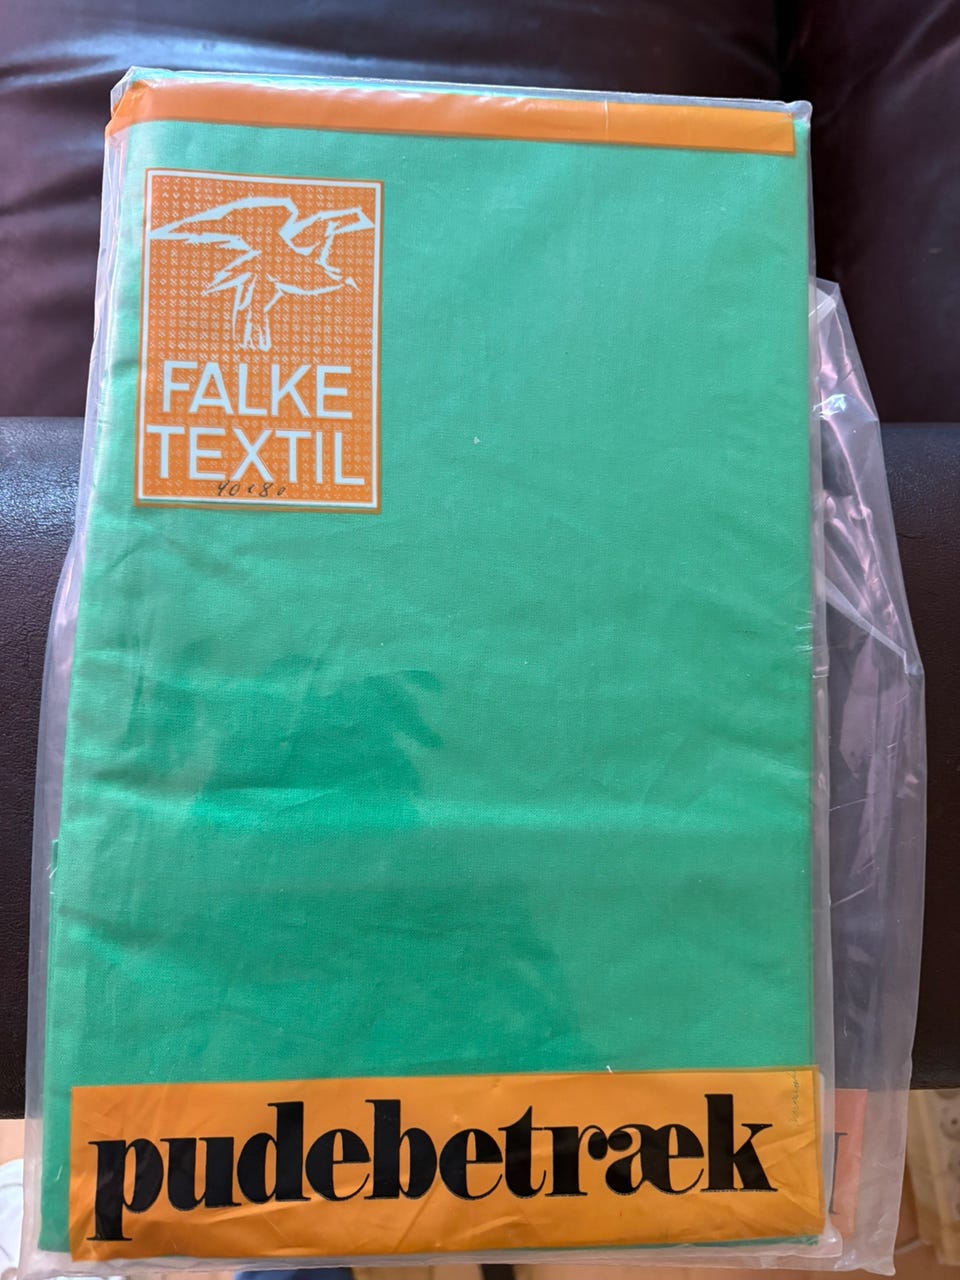 FALKE
TEXTIL
40 x 80
pudebetræk